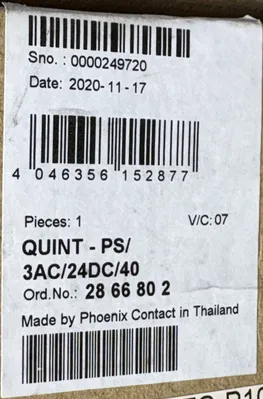 Sno. : 0000249720
Date: 2020-11-17
4 046356 152877
Pieces: 1 V/C: 07
QUINT - PS/
3AC/24DC/40
Ord.No.: 28 66 80 2
Made by Phoenix Contact in Thailand